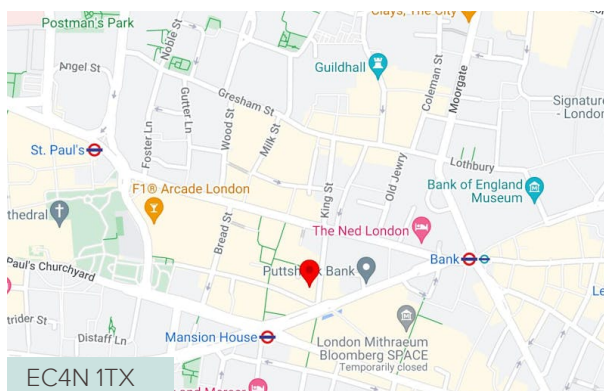 Clays, The City
Postman's Park
Noble St
Angel St
Guildhall
Coleman St
Moorgate
Gutter Ln
Wood St
Gresham St
Milk St
Signature
- London
St. Paul's
Foster Ln
Lothbury
King St
Old Jewry
F1® Arcade London
Bank of England
Museum
thedral
Bread St
The Ned London
Paul's Churchyard
Bank
Le
trider St
Distaff Ln
Mansion House
London Mithraeum
Bloomberg SPACE
Temporarily closed
EC4N 1TX